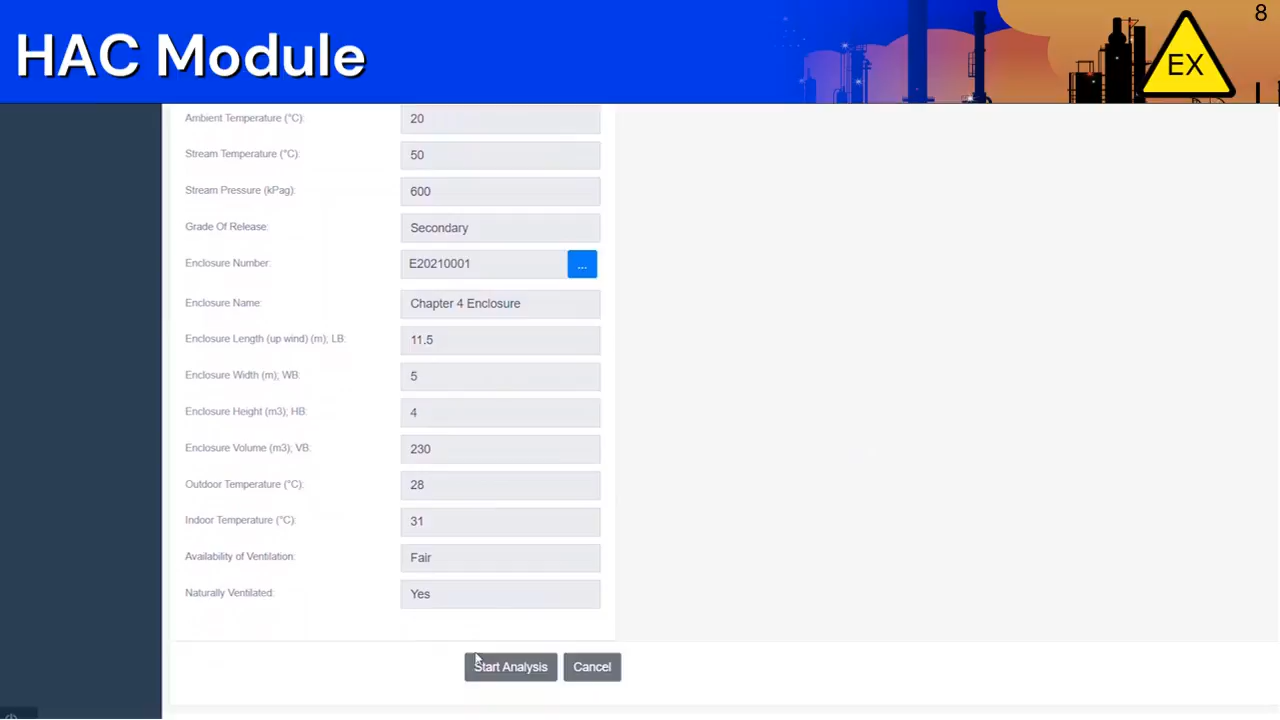 8
HAC Module
EX
Ambient Temperature (°C): 20
Stream Temperature (°C): 50
Stream Pressure (kPag): 600
Grade Of Release: Secondary
Enclosure Number: E20210001 ...
Enclosure Name: Chapter 4 Enclosure
Enclosure Length (up wind) (m); LB: 11.5
Enclosure Width (m); WB: 5
Enclosure Height (m3); HB: 4
Enclosure Volume (m3); VB: 230
Outdoor Temperature (°C): 28
Indoor Temperature (°C): 31
Availability of Ventilation: Fair
Naturally Ventilated: Yes
Start Analysis Cancel